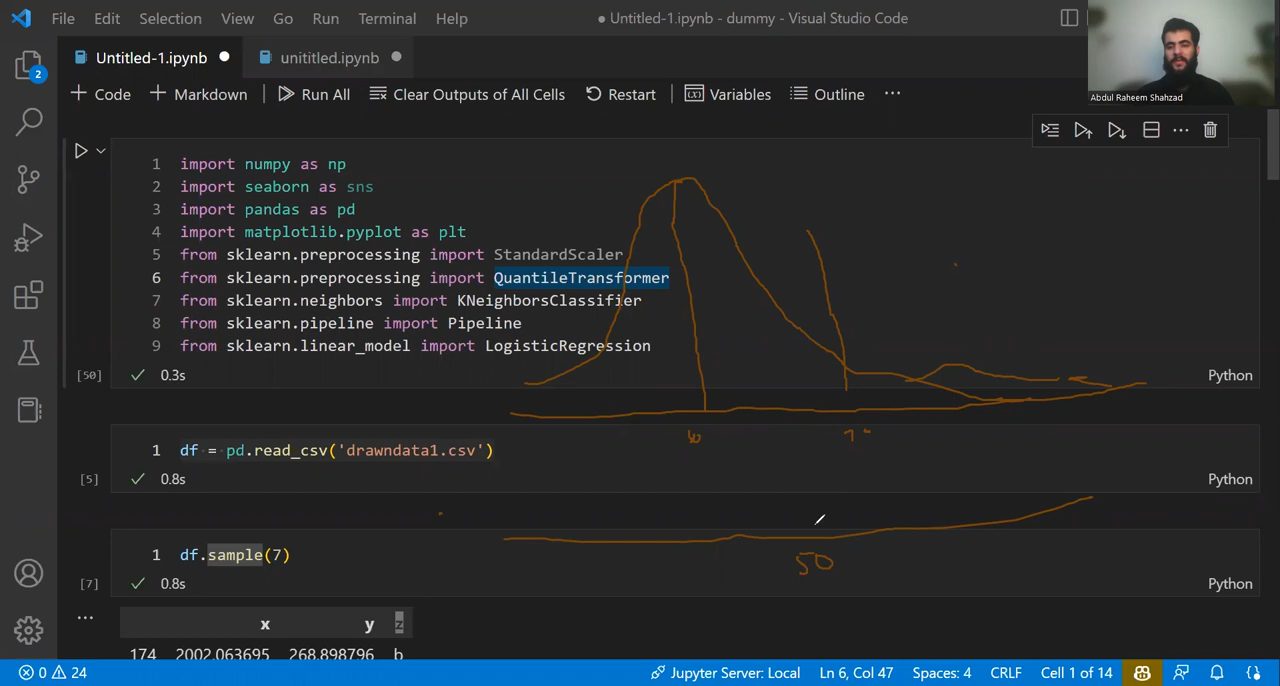 File Edit Selection View Go Run Terminal Help
● Untitled-1.ipynb - dummy - Visual Studio Code
Abdul Raheem Shahzad
2
Untitled-1.ipynb
unititled.ipynb
Code
Markdown
Run All
Clear Outputs of All Cells
Restart
Variables
Outline
...
1 import numpy as np
2 import seaborn as sns
3 import pandas as pd
4 import matplotlib.pyplot as plt
5 from sklearn.preprocessing import StandardScaler
6 from sklearn.preprocessing import QuantileTransformer
7 from sklearn.neighbors import KNeighborsClassifier
8 from sklearn.pipeline import Pipeline
9 from sklearn.linear_model import LogisticRegression
[50] 0.3s Python
1 df = pd.read_csv('drawndata1.csv')
[5] 0.8s Python
50
1 df.sample(7)
[7] 0.8s Python
...
x y z
174 2002.063695 268.898796 b
0 24 Jupyter Server: Local Ln 6, Col 47 Spaces: 4 CRLF Cell 1 of 14